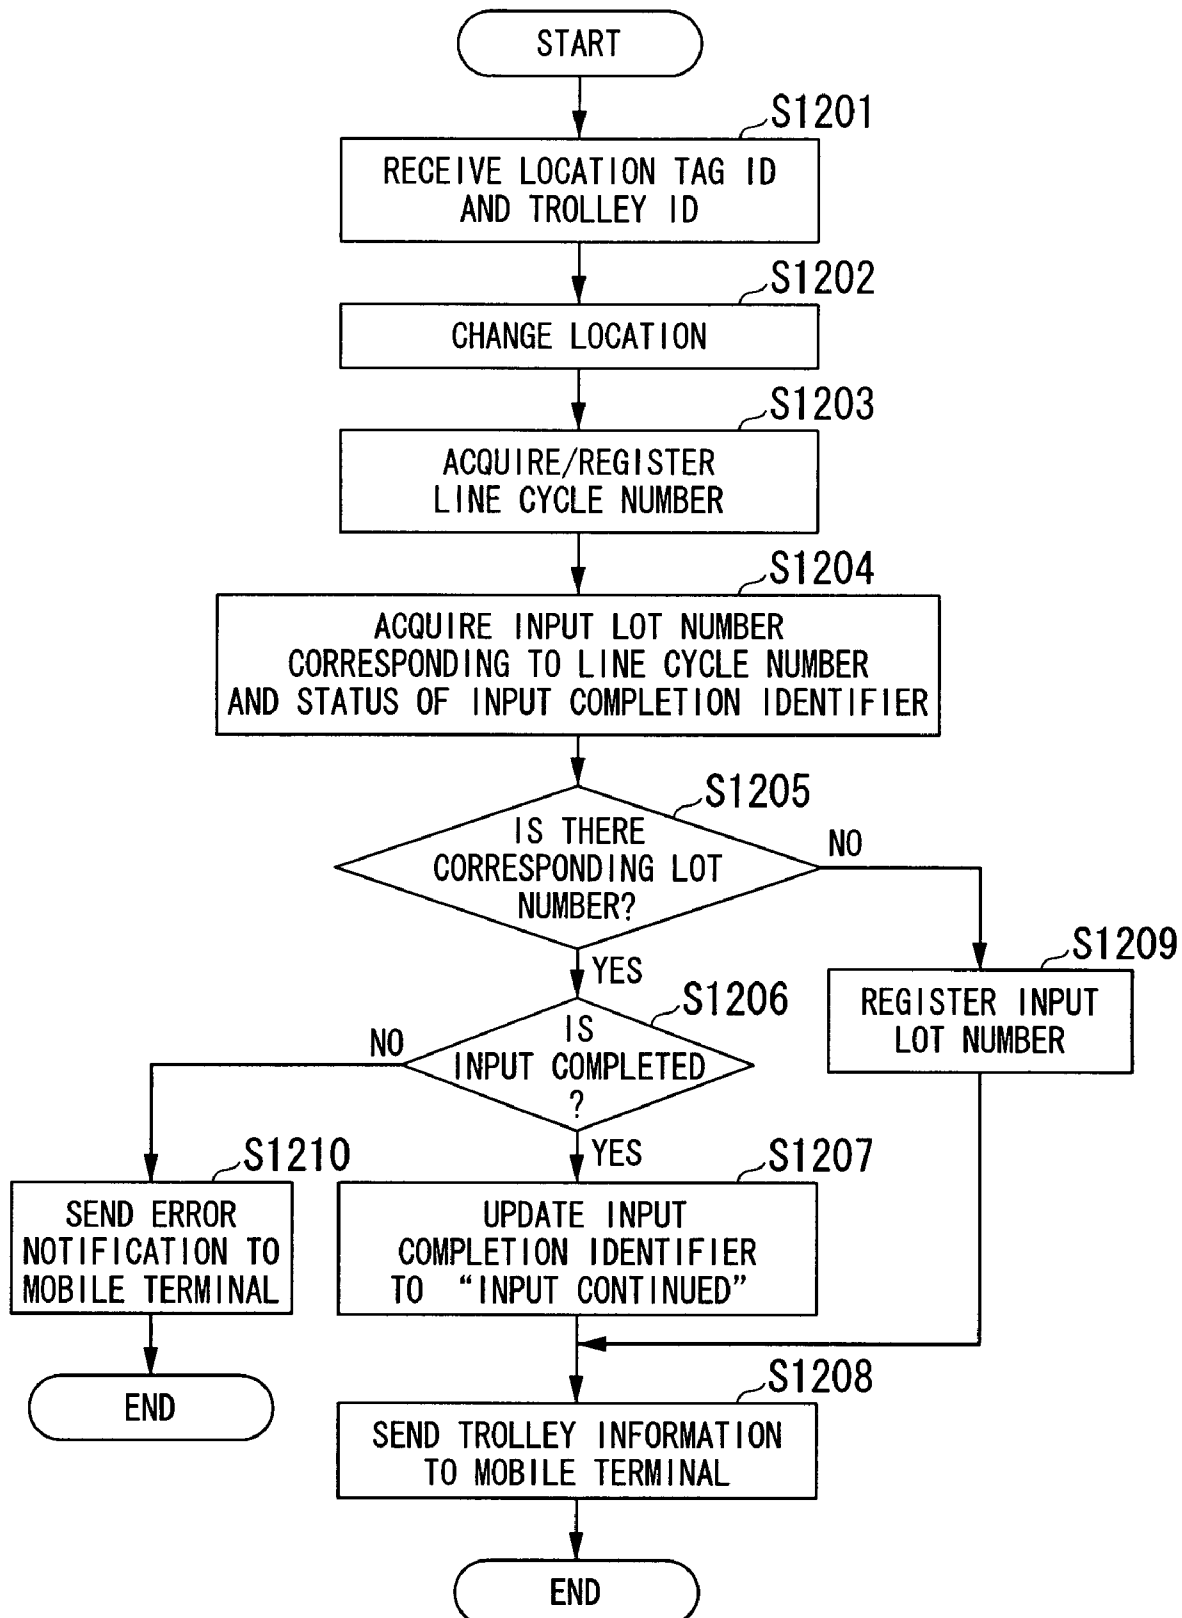 START
S1201
RECEIVE LOCATION TAG ID
AND TROLLEY ID
S1202
CHANGE LOCATION
S1203
ACQUIRE/REGISTER
LINE CYCLE NUMBER
S1204
ACQUIRE INPUT LOT NUMBER
CORRESPONDING TO LINE CYCLE NUMBER
AND STATUS OF INPUT COMPLETION IDENTIFIER
S1205
IS THERE
CORRESPONDING LOT
NUMBER?
NO
YES
S1209
REGISTER INPUT
LOT NUMBER
S1206
IS
INPUT COMPLETED
?
NO
YES
S1210
SEND ERROR
NOTIFICATION TO
MOBILE TERMINAL
END
S1207
UPDATE INPUT
COMPLETION IDENTIFIER
TO “INPUT CONTINUED”
S1208
SEND TROLLEY INFORMATION
TO MOBILE TERMINAL
END